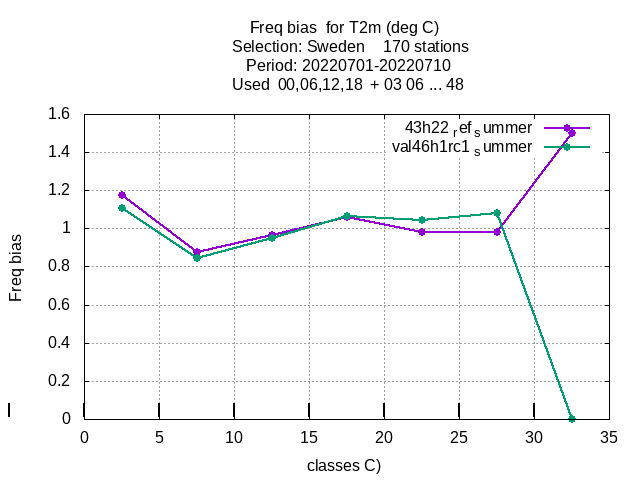 Freq bias  for T2m (deg C)
Selection: Sweden    170 stations
Period: 20220701-20220710
Used  00,06,12,18  + 03 06 ... 48
43h22 ref summer
val46h1rc1 summer
1.6
1.4
1.2
1
0.8
0.6
0.4
0.2
0
Freq bias
0 5 10 15 20 25 30 35
classes C)